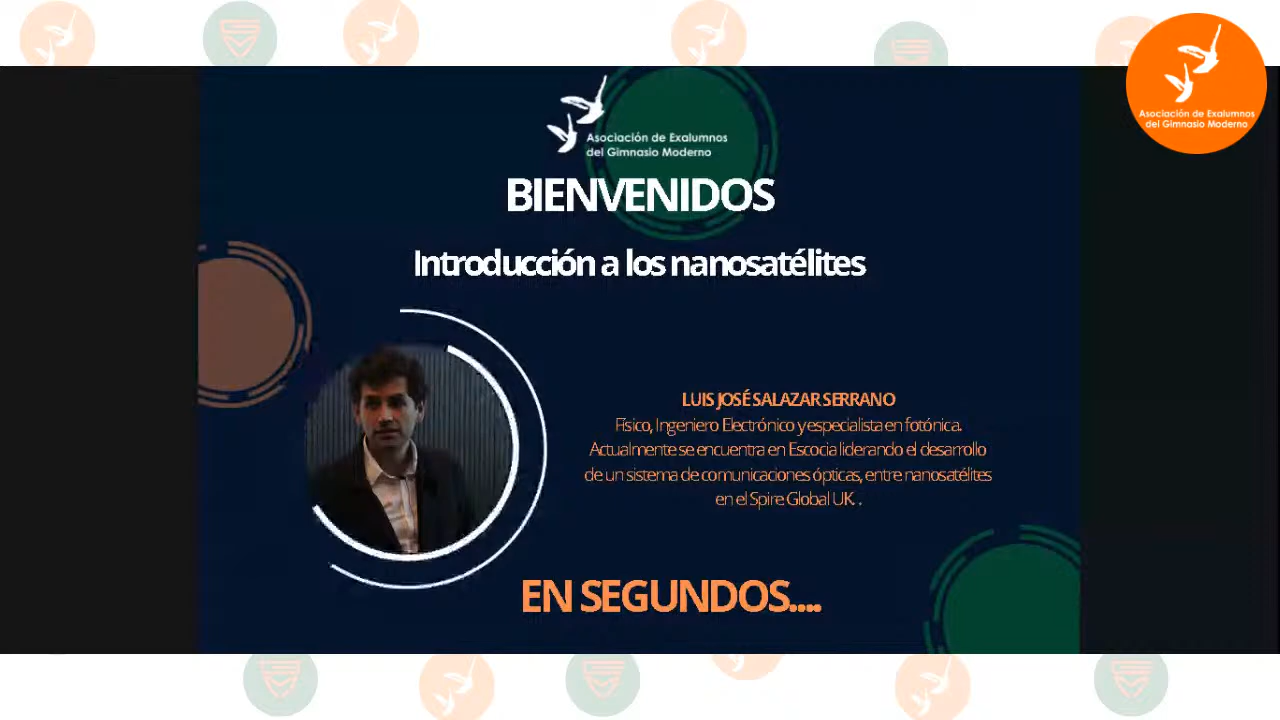 Asociación de Exalumnos
del Gimnasio Moderno
Asociación de Exalumnos
del Gimnasio Moderno
BIENVENIDOS
Introducción a los nanosatélites
LUIS JOSÉ SALAZAR SERRANO
Físico, Ingeniero Electrónico y especialista en fotónica.
Actualmente se encuentra en Escocia liderando el desarrollo
de un sistema de comunicaciones ópticas, entre nanosatélites
en el Spire Global UK. .
EN SEGUNDOS....